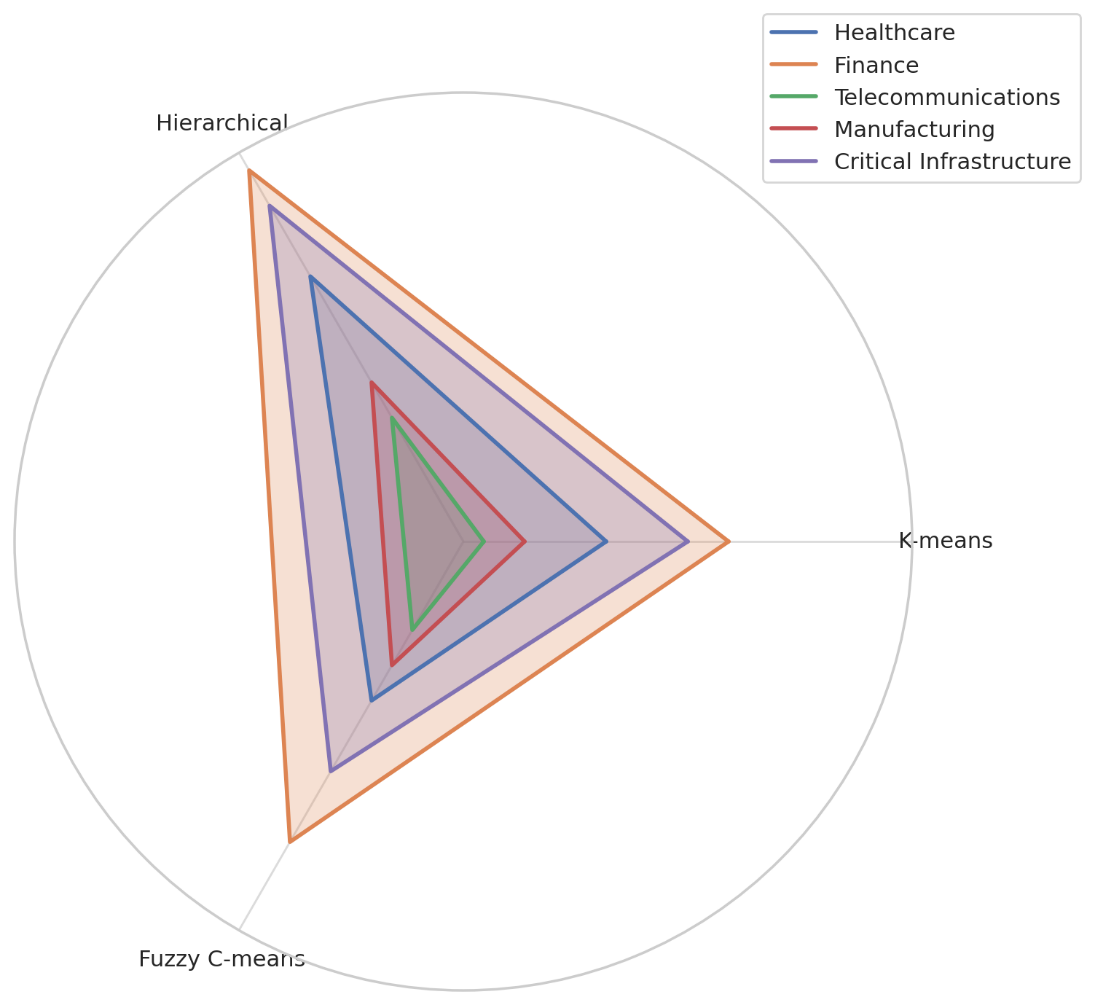 Healthcare
Finance
Telecommunications
Manufacturing
Critical Infrastructure
Hierarchical
K-means
Fuzzy C-means